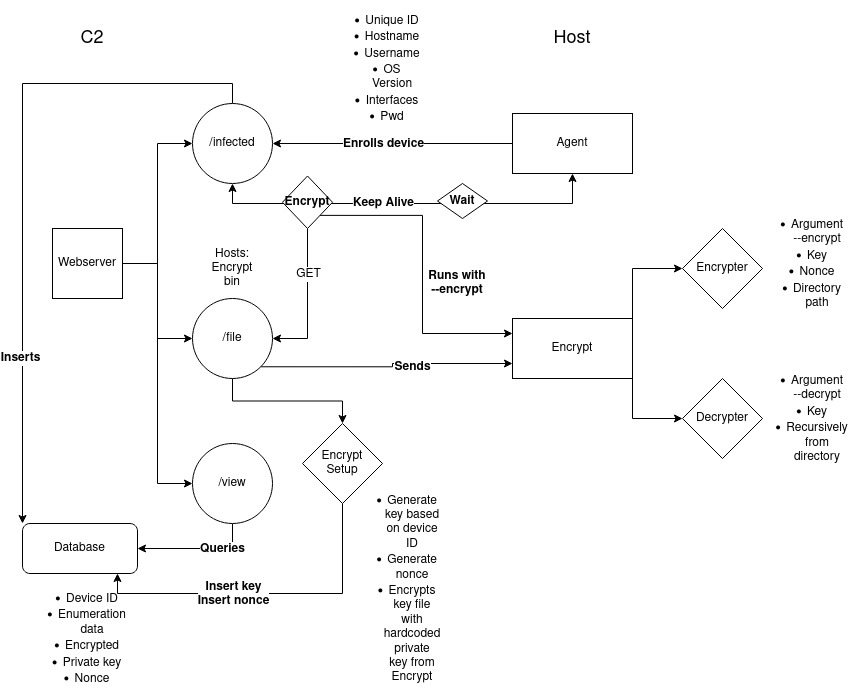 C2
Host
• Unique ID
• Hostname
• Username
• OS
Version
• Interfaces
• Pwd
/infected
Enrolls device
Agent
Encrypt
Keep Alive
Wait
Webserver
Hosts:
Encrypt
bin
GET
Runs with
--encrypt
Encrypter
• Argument
--encrypt
• Key
• Nonce
• Directory
path
/file
Encrypt
Inserts
Sends
Decrypter
• Argument
--decrypt
• Key
• Recursively
from
directory
/view
Encrypt
Setup
• Generate
key based
on device
ID
• Generate
nonce
• Encrypts
key file
with
hardcoded
private
key from
Encrypt
Database
Queries
Insert key
Insert nonce
• Device ID
• Enumeration
data
• Encrypted
• Private key
• Nonce